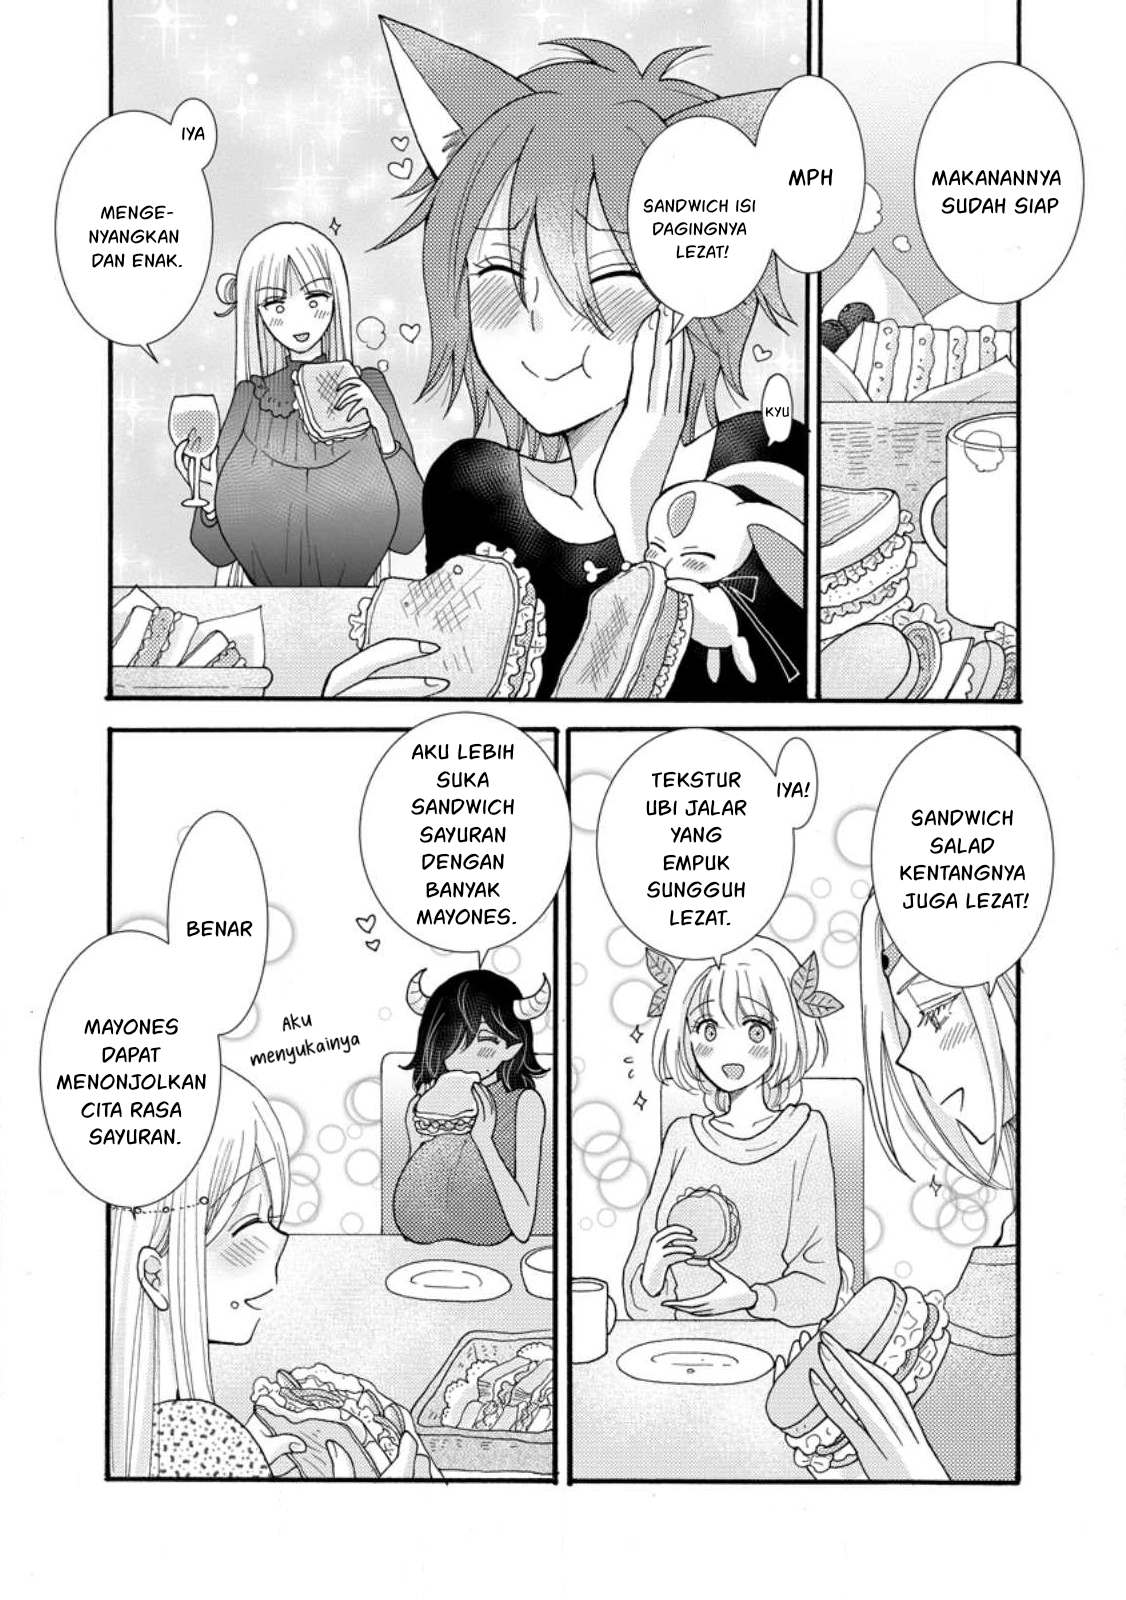 MAKANANNYA
SUDAH SIAP
MPH
SANDWICH ISI
DAGINGNYA
LEZAT!
KYU
IYA
MENGE-
NYANGKAN
DAN ENAK.
SANDWICH
SALAD
KENTANGNYA
JUGA LEZAT!
IYA!
TEKSTUR
UBI JALAR
YANG
EMPUK
SUNGGUH
LEZAT.
AKU LEBIH
SUKA
SANDWICH
SAYURAN
DENGAN
BANYAK
MAYONES.
AKU
MENYUKAINYA
BENAR
MAYONES
DAPAT
MENONJOLKAN
CITA RASA
SAYURAN.